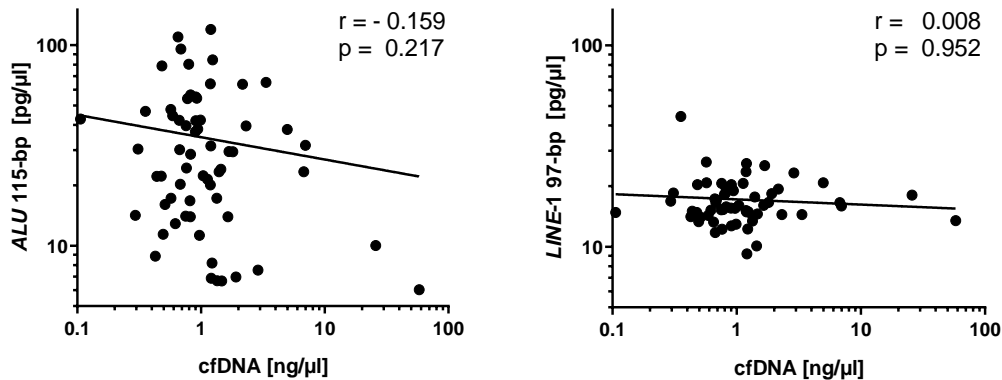 r = - 0.159
p = 0.217
100
10
ALU 115-bp [pg/µl]
0.1 1 10 100
cfDNA [ng/µl]
r = 0.008
p = 0.952
100
10
LINE-1 97-bp [pg/µl]
0.1 1 10 100
cfDNA [ng/µl]